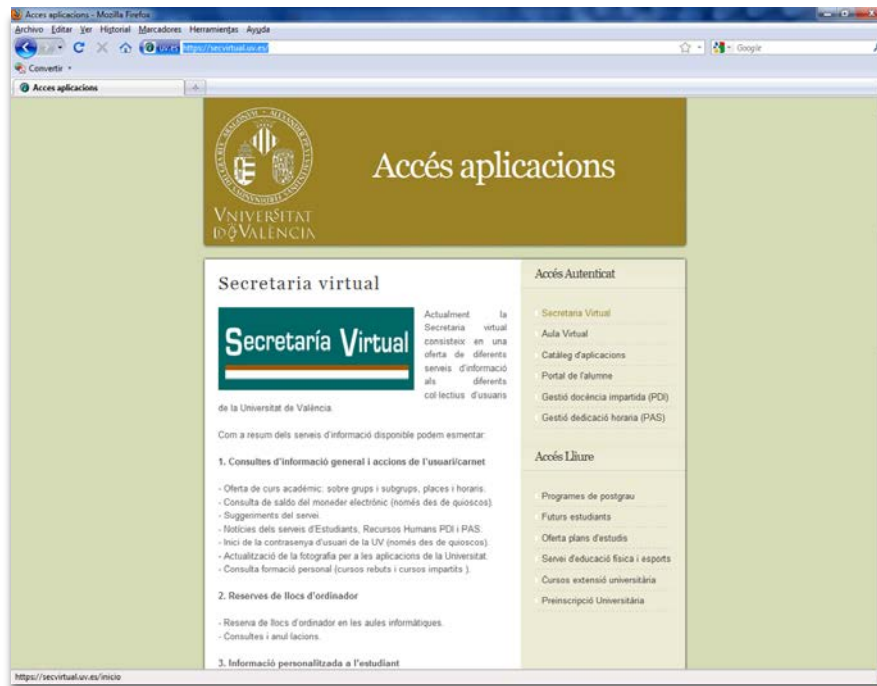 Acces aplicacions - Mozilla Firefox
Archivo Editar Ver Historial Marcadores Herramientas Ayuda
uv.es https://secvirtual.uv.es/
Google
Convertir
Acces aplicacions
Accés aplicacions
VNIVERSITAT
D VALÈNCIA
Secretaria virtual
Secretaría Virtual
Actualment la
Secretaria virtual
consisteix en una
oferta de diferents
serveis d'informació
als diferents
col·lectius d'usuaris
de la Universitat de València.
Com a resum dels serveis d'informació disponible podem esmentar:
1. Consultes d'informació general i accions de l'usuari/carnet
- Oferta de curs acadèmic: sobre grups i subgrups, places i horaris.
- Consulta de saldo del moneder electrònic (només des de quioscos).
- Suggeriments del servei.
- Notícies dels serveis d'Estudiants, Recursos Humans PDI i PAS.
- Inici de la contrasenya d'usuari de la UV (només des de quioscos).
- Actualització de la fotografia per a les aplicacions de la Universitat.
- Consulta formació personal (cursos rebuts i cursos impartits ).
2. Reserves de llocs d'ordinador
- Reserva de llocs d'ordinador en les aules informàtiques.
- Consultes i anul·lacions.
3. Informació personalitzada a l'estudiant
Accés Autenticat
Secretaria Virtual
Aula Virtual
Catàleg d'aplicacions
Portal de l'alumne
Gestió docència impartida (PDI)
Gestió dedicació horaria (PAS)
Accés Lliure
Programes de postgrau
Futurs estudiants
Oferta plans d'estudis
Servei d'educació física i esports
Cursos extensió universitària
Preinscripció Universitària
https://secvirtual.uv.es/inicio